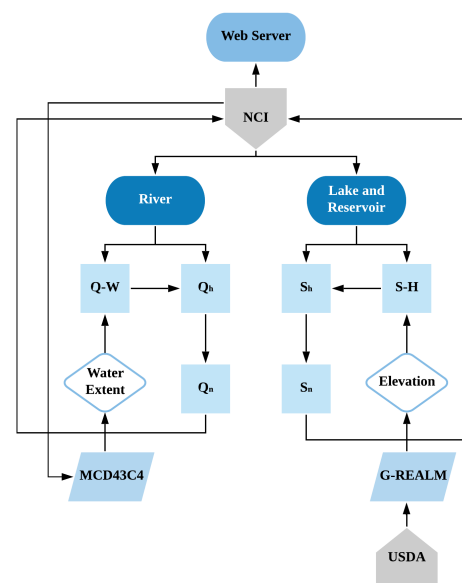 Web Server
NCI
River
Lake and
Reservoir
Q-W
Qh
Sh
S-H
Water
Extent
Qn
Sn
Elevation
MCD43C4
G-REALM
USDA